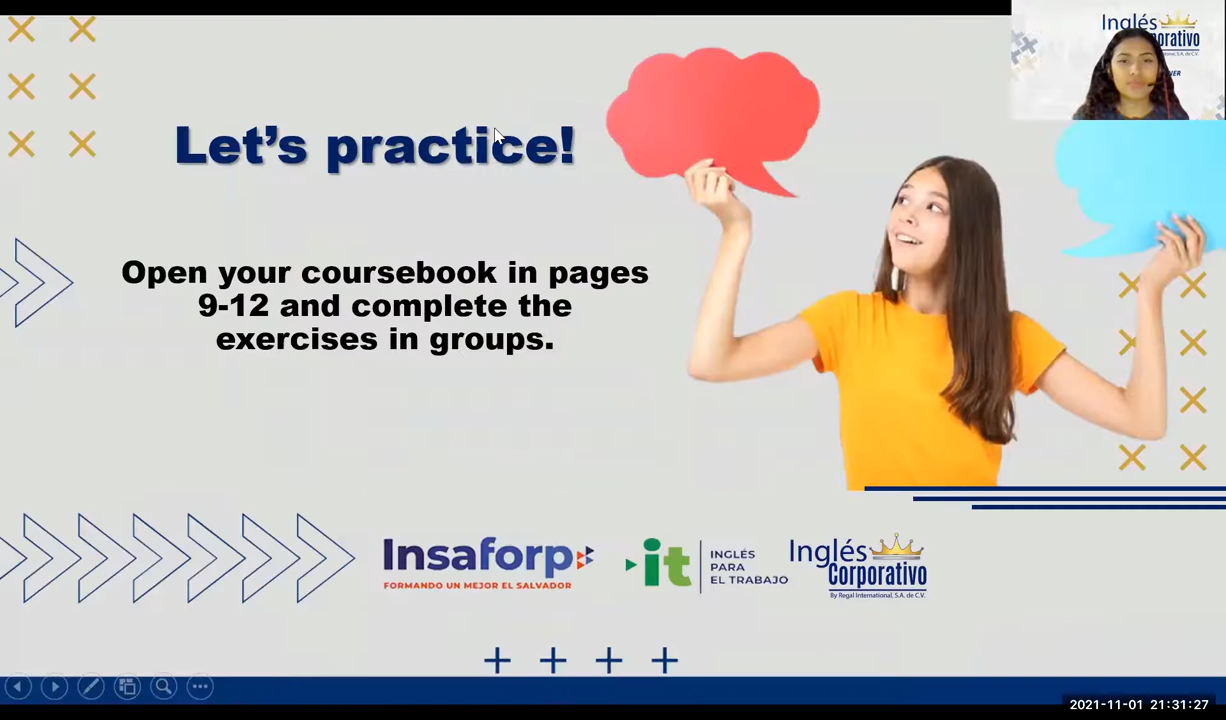 Inglés
porativo
Let's practice!
Open your coursebook in pages
9-12 and complete the
exercises in groups.
Insaforp
FORMANDO UN MEJOR EL SALVADOR
it
INGLÉS
PARA
EL TRABAJO
Inglés
Corporativo
By Regal International, S.A. de C.V.
2021-11-01 21:31:27